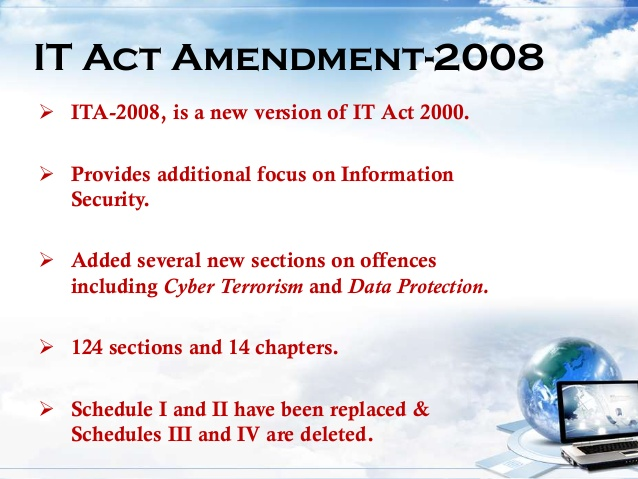 IT Act Amendment-2008
➢ ITA-2008, is a new version of IT Act 2000.
➢ Provides additional focus on Information
Security.
➢ Added several new sections on offences
including Cyber Terrorism and Data Protection.
➢ 124 sections and 14 chapters.
➢ Schedule I and II have been replaced &
Schedules III and IV are deleted.